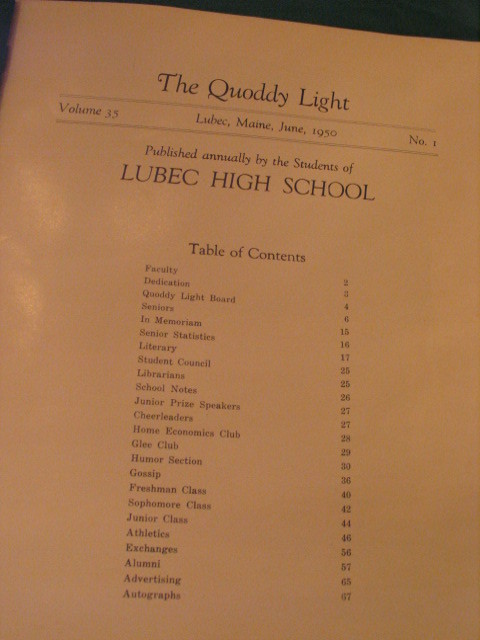 The Quoddy Light
Volume 35 Lubec, Maine, June, 1950 No. 1
Published annually by the Students of
LUBEC HIGH SCHOOL
Table of Contents
Faculty 2
Dedication 3
Quoddy Light Board 4
Seniors 6
In Memoriam 15
Senior Statistics 16
Literary 17
Student Council 25
Librarians 25
School Notes 26
Junior Prize Speakers 27
Cheerleaders 27
Home Economics Club 28
Glee Club 29
Humor Section 30
Gossip 36
Freshman Class 40
Sophomore Class 42
Junior Class 44
Athletics 46
Exchanges 56
Alumni 57
Advertising 65
Autographs 67